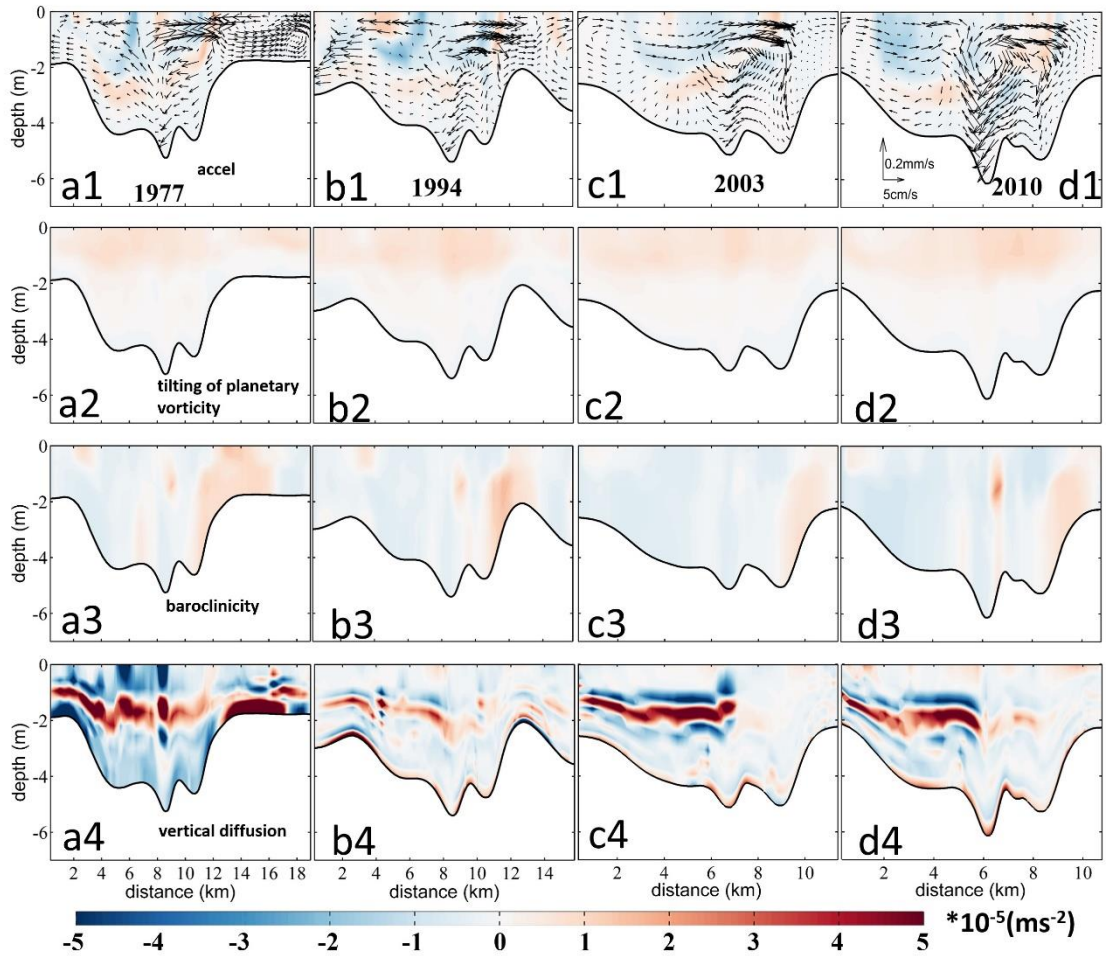 0
-2
-4
-6
depth (m)
a1
accel
1977
b1
1994
c1
2003
0.2mm/s
5cm/s
2010
d1
0
-2
-4
-6
depth (m)
a2
tilting of planetary
vorticity
b2
c2
d2
0
-2
-4
-6
depth (m)
a3
baroclinicity
b3
c3
d3
0
-2
-4
-6
depth (m)
a4
vertical diffusion
b4
c4
d4
2 4 6 8 10 12 14 16 18
2 4 6 8 10 12 14
0 2 4 6 8 10
2 4 6 8 10
distance (km)
distance (km)
distance (km)
distance (km)
-5 -4 -3 -2 -1 0 1 2 3 4 5
*10-5(ms-2)